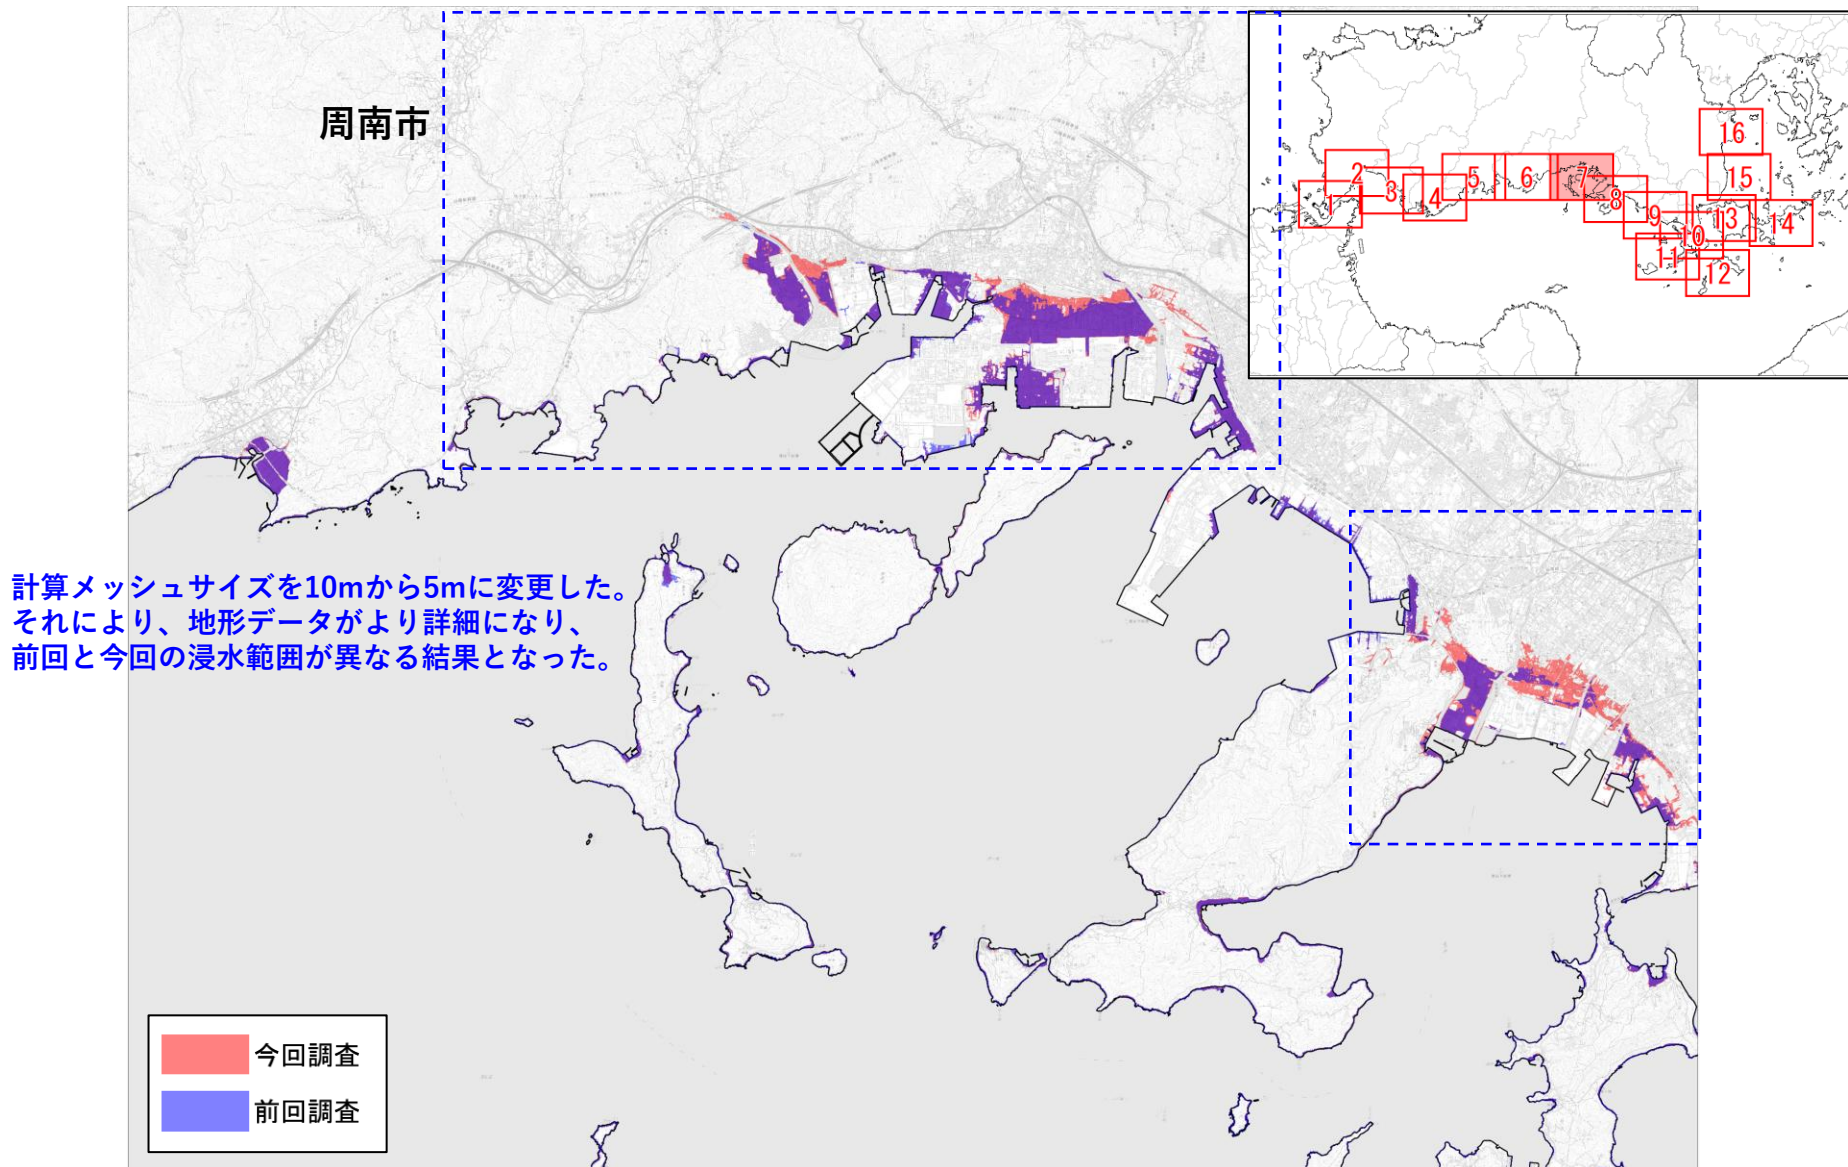 周南市
1
2
3
4
5
6
7
8
9
10
11
12
13
14
15
16
計算メッシュサイズを10mから5mに変更した。
それにより、地形データがより詳細になり、
前回と今回の浸水範囲が異なる結果となった。
今回調査
前回調査